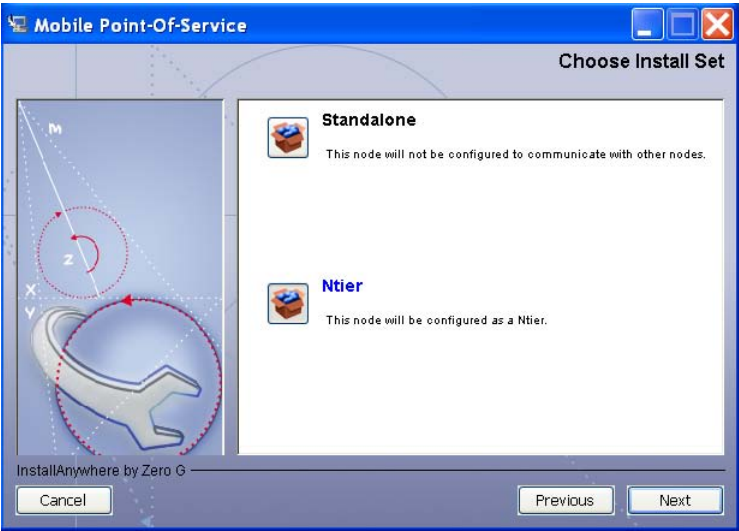 Mobile Point-Of-Service
Choose Install Set
M
Z
X
Y
Standalone
This node will not be configured to communicate with other nodes.
Ntier
This node will be configured as a Ntier.
InstallAnywhere by Zero G
Cancel
Previous
Next